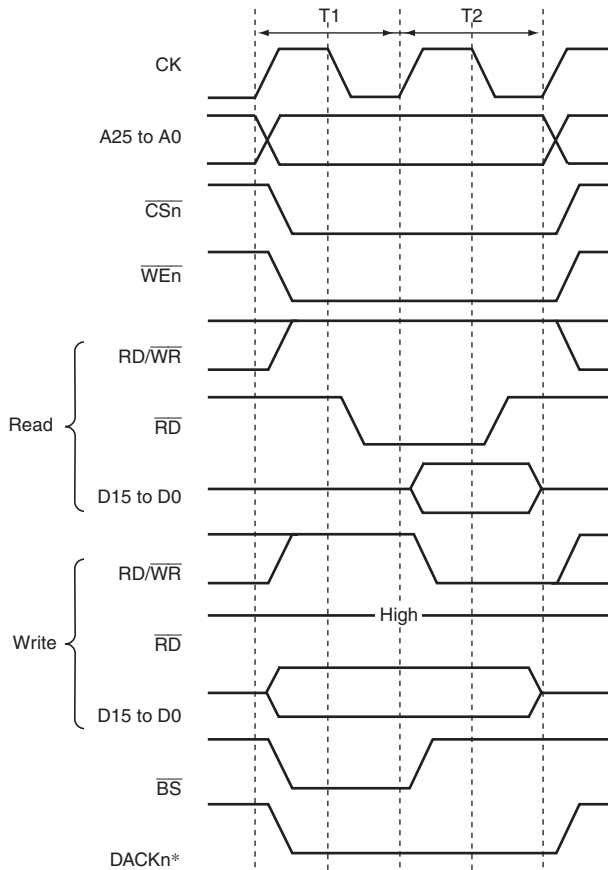 T1 T2
CK
A25 to A0
CSn
WEn
RD/WR
Read
RD
D15 to D0
RD/WR
High
Write
RD
D15 to D0
BS
DACKn*